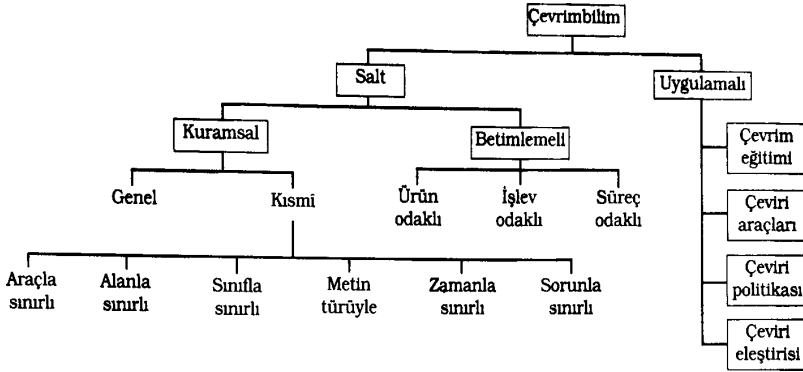 Çevrimbilim
Salt
Uygulamalı
Kuramsal
Betimlemeli
Çevrim
eğitimi
Genel
Kısmi
Ürün
odaklı
İşlev
odaklı
Süreç
odaklı
Çeviri
araçları
Araçla
sınırlı
Alanla
sınırlı
Sınıfla
sınırlı
Metin
türüyle
Zamanla
sınırlı
Sorunla
sınırlı
Çeviri
politikası
Çeviri
eleştirisi